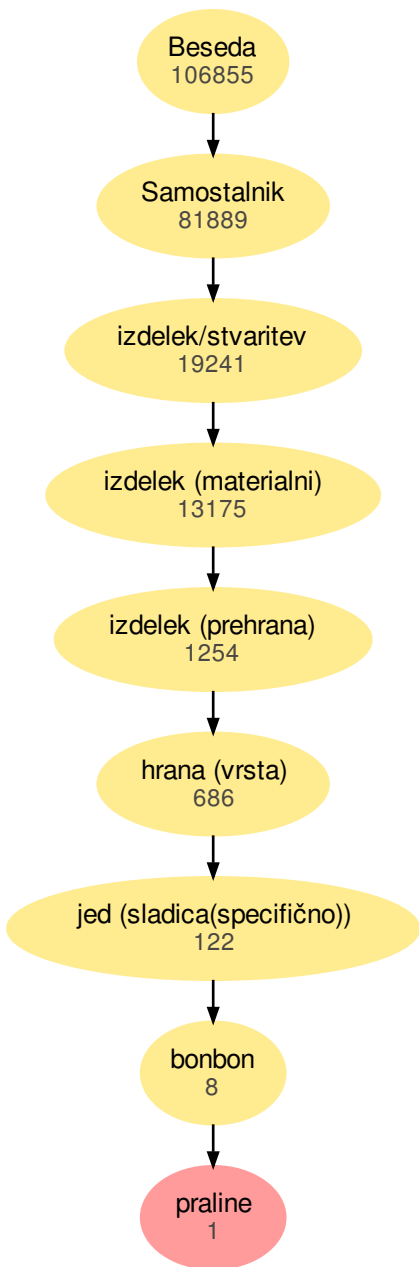 Beseda
106855
Samostalnik
81889
izdelek/stvaritev
19241
izdelek (materialni)
13175
izdelek (prehrana)
1254
hrana (vrsta)
686
jed (sladica(specifično))
122
bonbon
8
praline
1